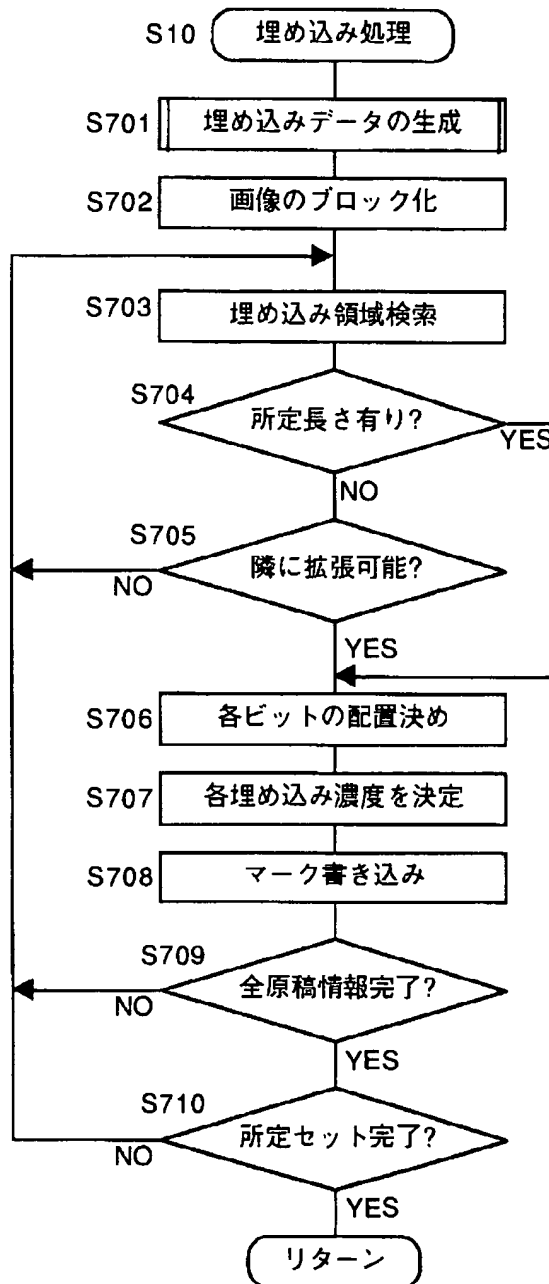 S10 埋め込み処理
S701 埋め込みデータの生成
S702 画像のブロック化
S703 埋め込み領域検索
S704 所定長さ有り?
YES
NO
S705 隣に拡張可能?
NO
YES
S706 各ビットの配置決め
S707 各埋め込み濃度を決定
S708 マーク書き込み
S709 全原稿情報完了?
NO
YES
S710 所定セット完了?
NO
YES
リターン